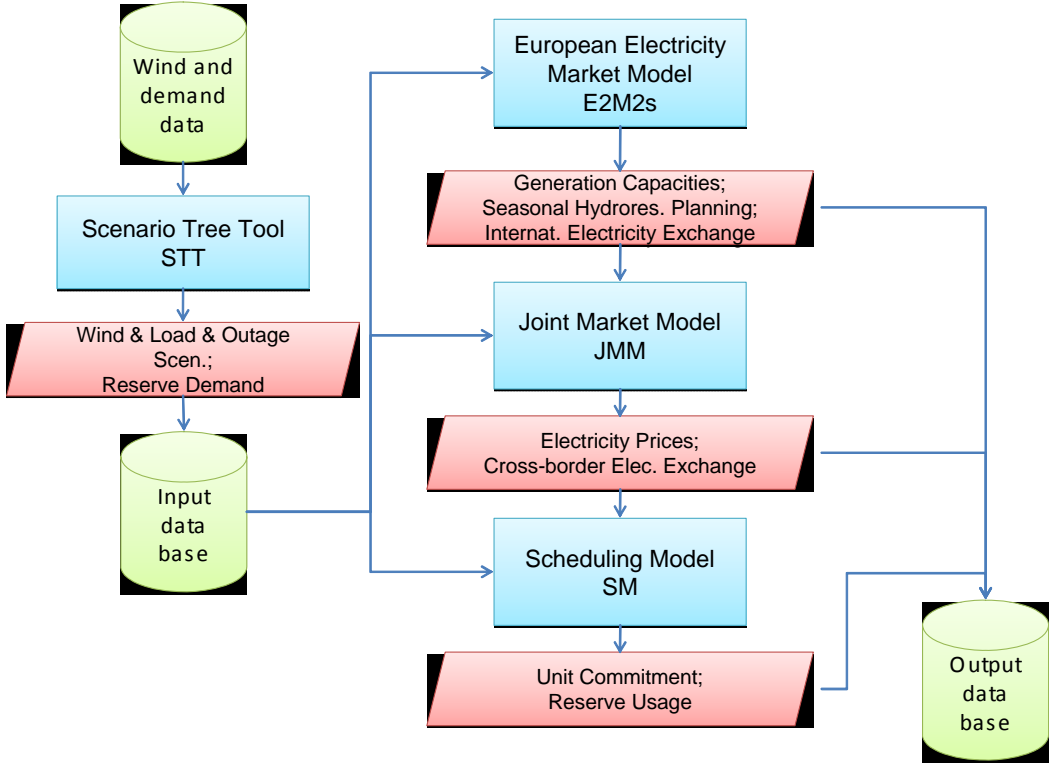 Wind and
demand
data
Scenario Tree Tool
STT
Wind & Load & Outage
Scen.;
Reserve Demand
Input
data
base
European Electricity
Market Model
E2M2s
Generation Capacities;
Seasonal Hydrores. Planning;
Internat. Electricity Exchange
Joint Market Model
JMM
Electricity Prices;
Cross-border Elec. Exchange
Scheduling Model
SM
Unit Commitment;
Reserve Usage
Output
data
base